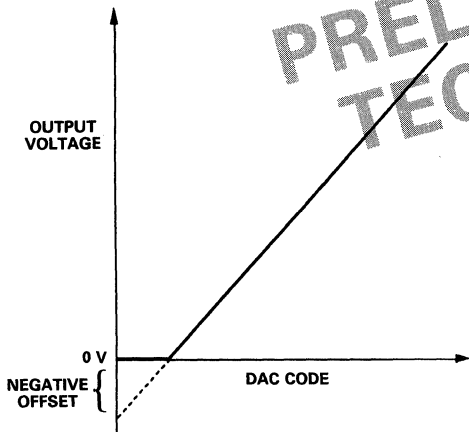 PREL
TEC
OUTPUT
VOLTAGE
0 V
NEGATIVE
OFFSET
DAC CODE